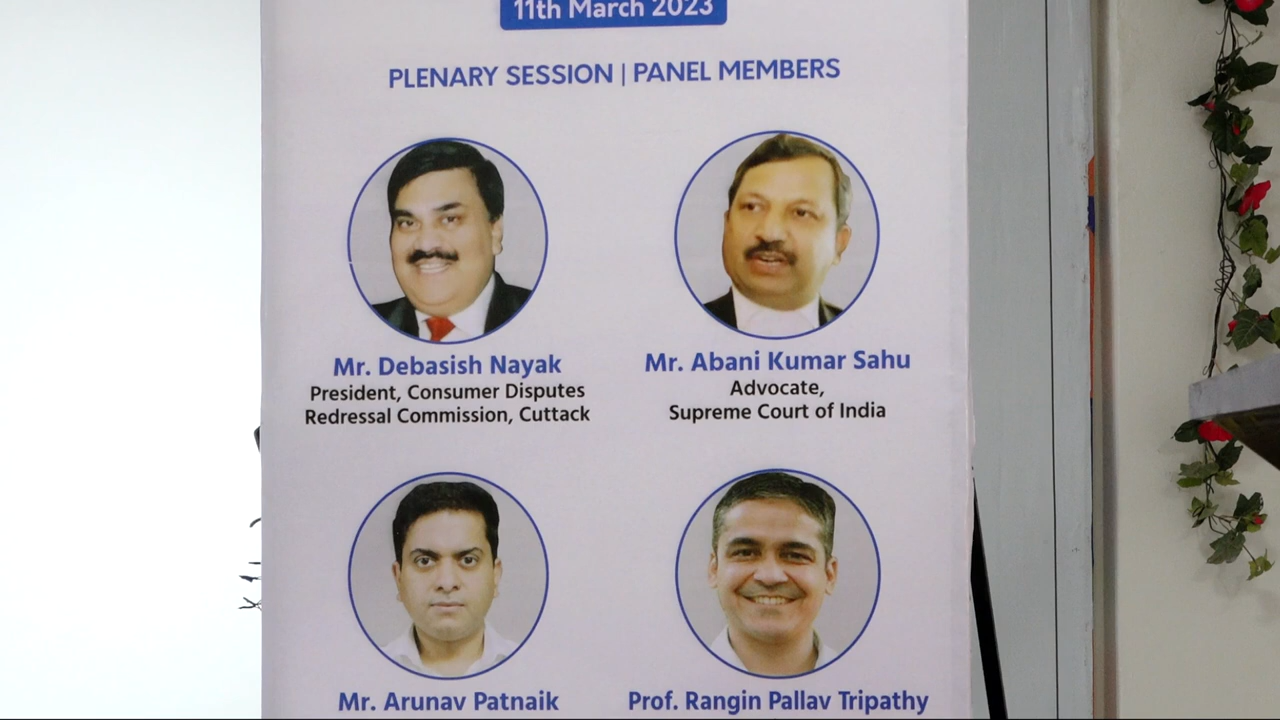 11th March 2023
PLENARY SESSION | PANEL MEMBERS
Mr. Debasish Nayak
President, Consumer Disputes
Redressal Commission, Cuttack
Mr. Abani Kumar Sahu
Advocate,
Supreme Court of India
Mr. Arunav Patnaik
Prof. Rangin Pallav Tripathy